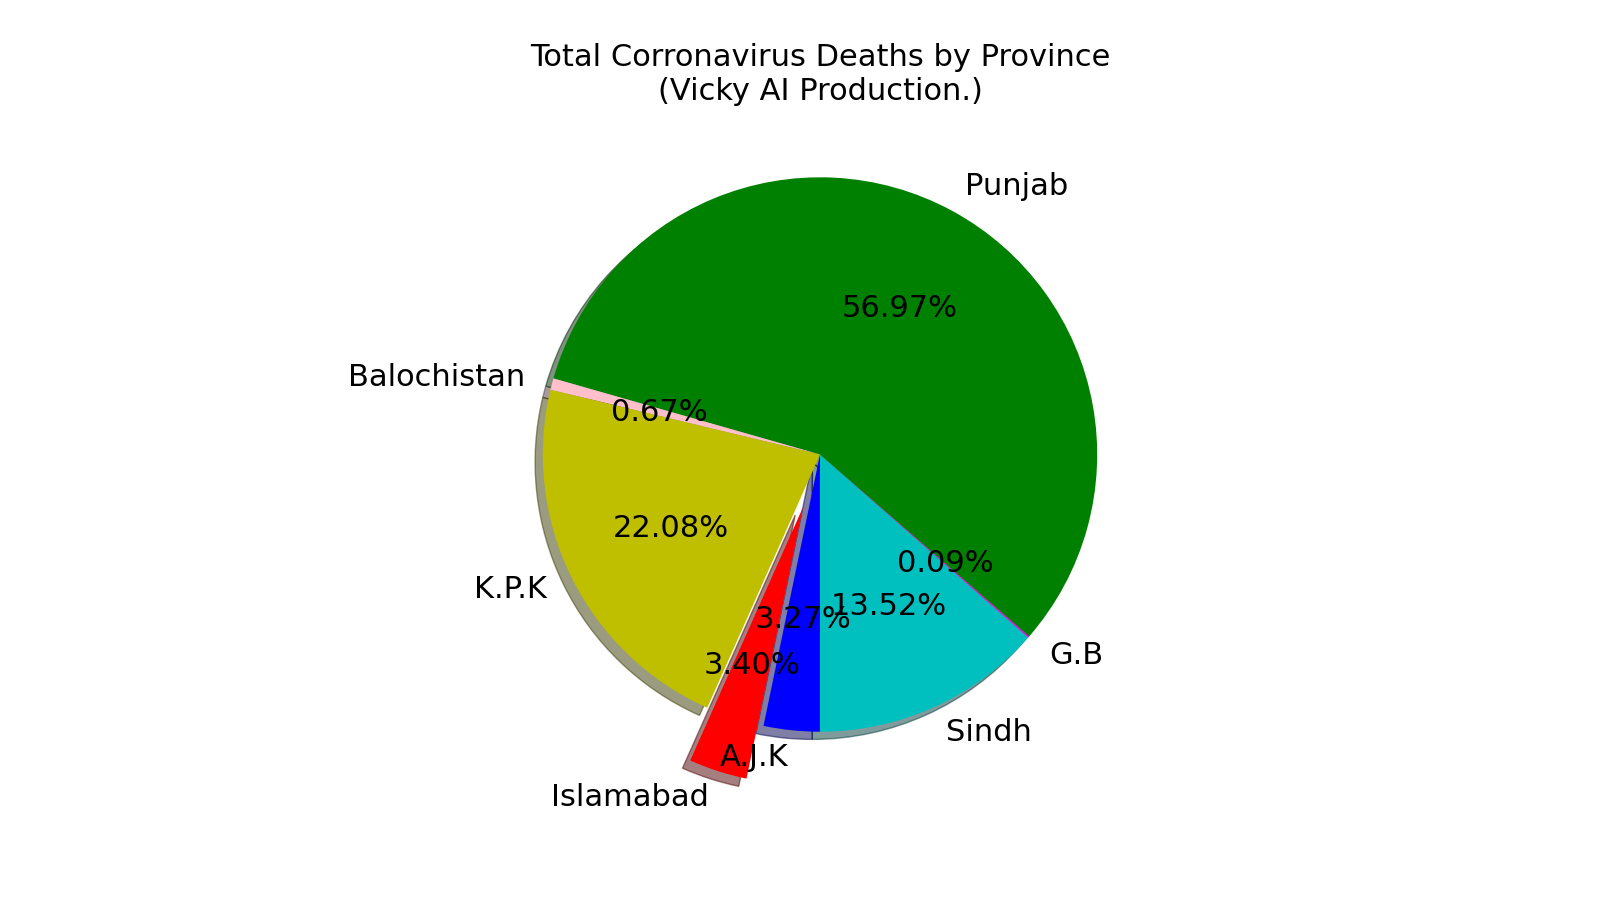 Total Corronavirus Deaths by Province
(Vicky AI Production.)
Punjab
56.97%
Balochistan
0.67%
22.08%
K.P.K
0.09%
13.52%
3.27%
3.40%
G.B
Sindh
A.J.K
Islamabad